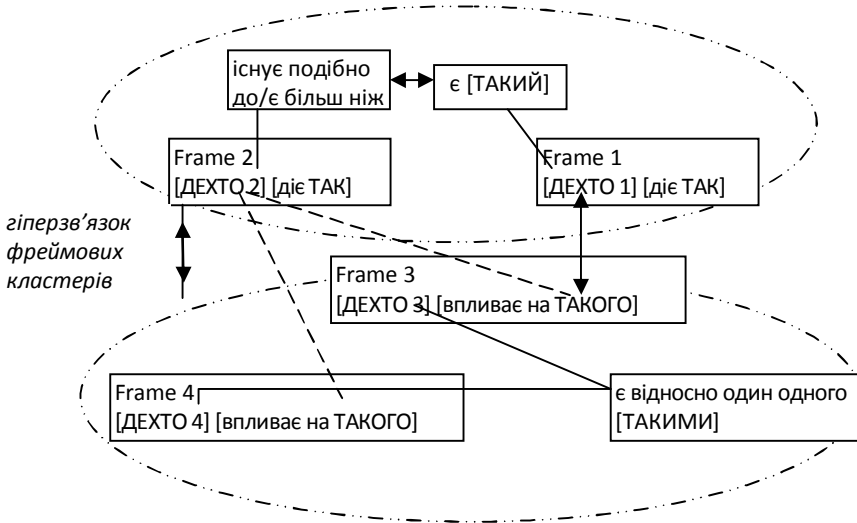 існує подібно
до/є більш ніж
є [ТАКИЙ]
Frame 2
[ДЕХТО 2] [діє ТАК]
Frame 1
[ДЕХТО 1] [діє ТАК]
гіперзв’язок
фреймових
кластерів
Frame 3
[ДЕХТО 3] [впливає на ТАКОГО]
Frame 4
[ДЕХТО 4] [впливає на ТАКОГО]
є відносно один одного
[ТАКИМИ]